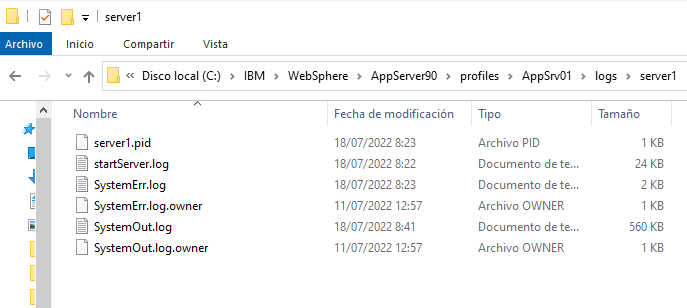 server1
Archivo Inicio Compartir Vista
« Disco local (C:) > IBM > WebSphere > AppServer90 > profiles > AppSrv01 > logs > server1
Nombre Fecha de modificación Tipo Tamaño
server1.pid 18/07/2022 8:23 Archivo PID 1 KB
startServer.log 18/07/2022 8:22 Documento de te... 24 KB
SystemErr.log 18/07/2022 8:23 Documento de te... 2 KB
SystemErr.log.owner 11/07/2022 12:57 Archivo OWNER 1 KB
SystemOut.log 18/07/2022 8:41 Documento de te... 560 KB
SystemOut.log.owner 11/07/2022 12:57 Archivo OWNER 1 KB